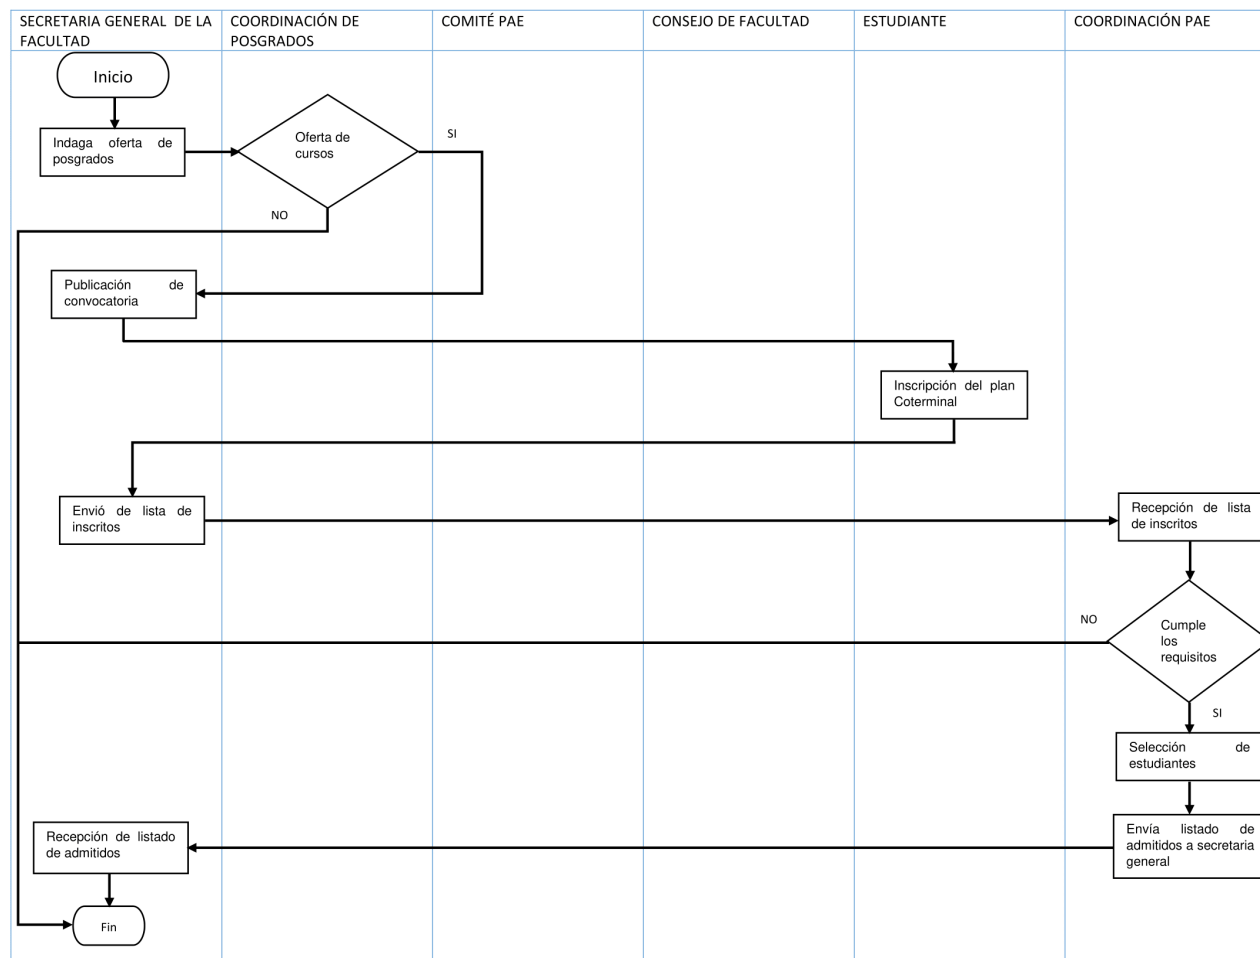 SECRETARIA GENERAL DE LA
FACULTAD
COORDINACIÓN DE
POSGRADOS
COMITÉ PAE
CONSEJO DE FACULTAD
ESTUDIANTE
COORDINACIÓN PAE
Inicio
Indaga oferta de
posgrados
Oferta de
cursos
SI
NO
Publicación de
convocatoria
Inscripción del plan
Coterminal
Envió de lista de
inscritos
Recepción de lista
de inscritos
NO
Cumple
los
requisitos
SI
Selección de
estudiantes
Recepción de listado
de admitidos
Envía listado de
admitidos a secretaria
general
Fin